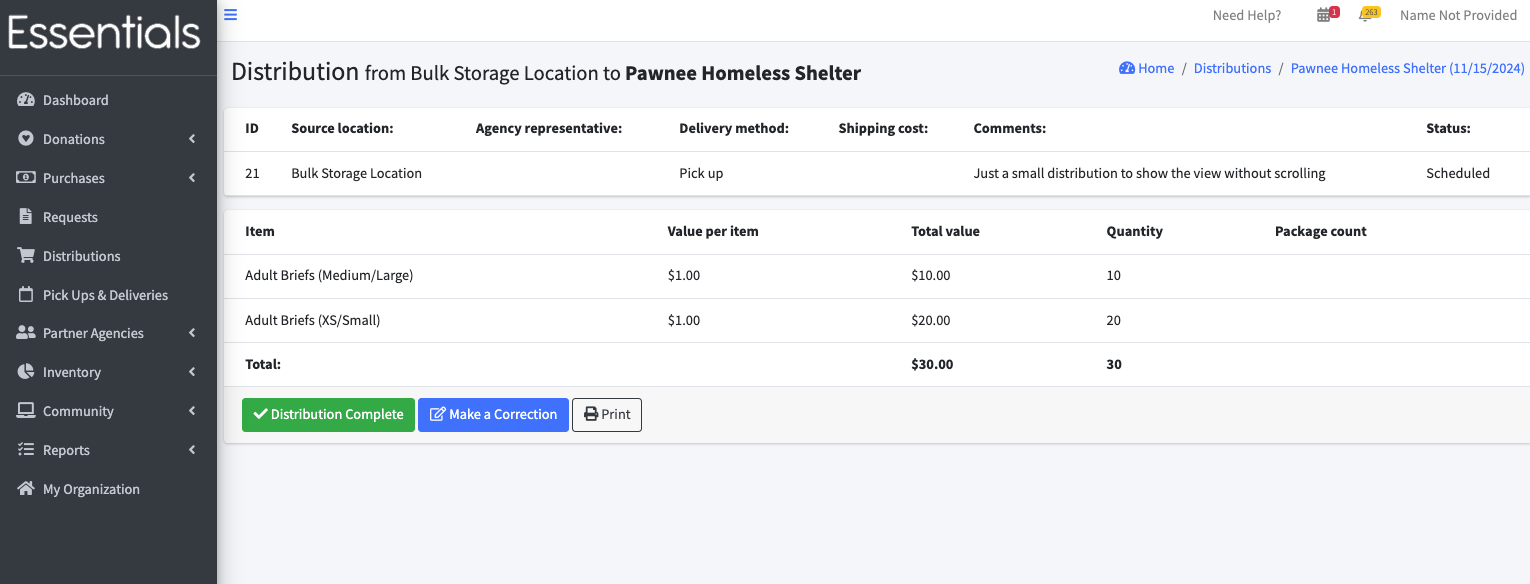 Essentials
Need Help? 1 263 Name Not Provided
Dashboard
Donations
Purchases
Requests
Distributions
Pick Ups & Deliveries
Partner Agencies
Inventory
Community
Reports
My Organization
Distribution from Bulk Storage Location to Pawnee Homeless Shelter
Home / Distributions / Pawnee Homeless Shelter (11/15/2024)
ID Source location: Agency representative: Delivery method: Shipping cost: Comments: Status:
21 Bulk Storage Location Pick up Just a small distribution to show the view without scrolling Scheduled
Item Value per item Total value Quantity Package count
Adult Briefs (Medium/Large) $1.00 $10.00 10
Adult Briefs (XS/Small) $1.00 $20.00 20
Total: $30.00 30
Distribution Complete Make a Correction Print